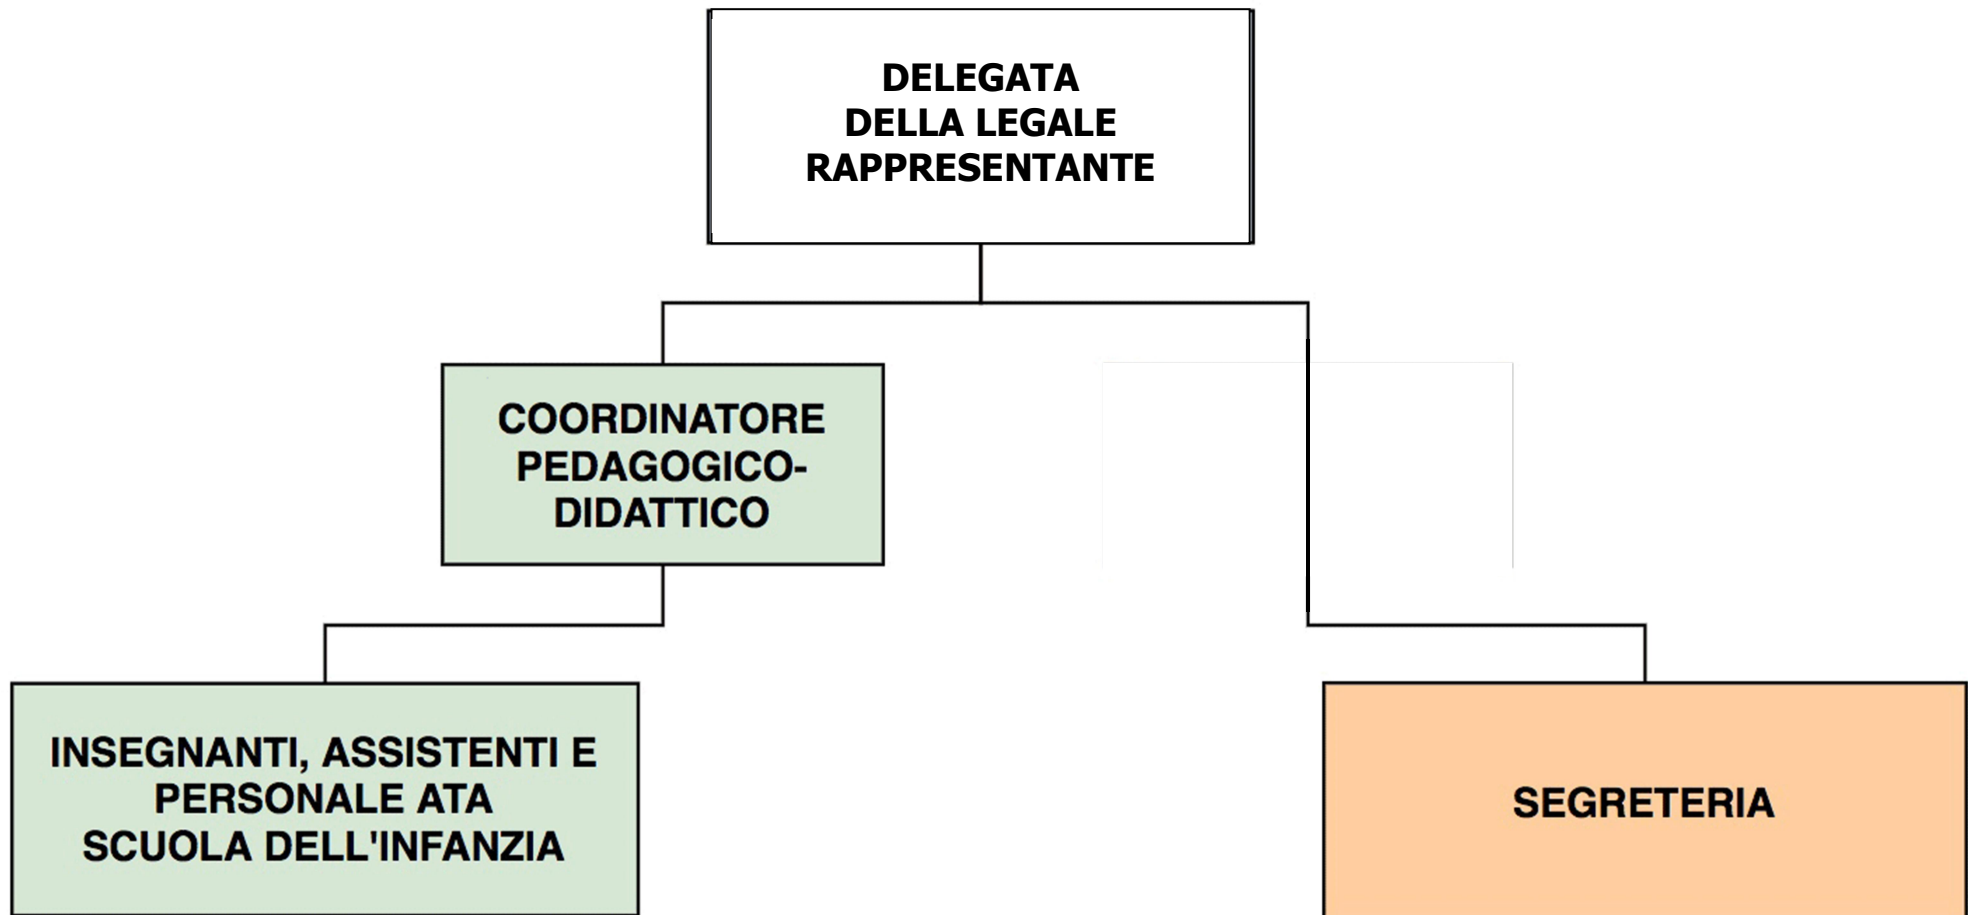 DELEGATA
DELLA LEGALE
RAPPRESENTANTE
COORDINATORE
PEDAGOGICO-
DIDATTICO
INSEGNANTI, ASSISTENTI E
PERSONALE ATA
SCUOLA DELL'INFANZIA
SEGRETERIA